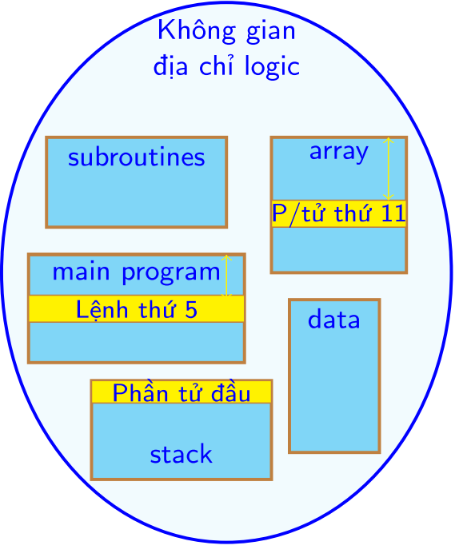 Không gian
địa chỉ logic
subroutines
array
P/tử thứ 11
main program
Lệnh thứ 5
data
Phần tử đầu
stack